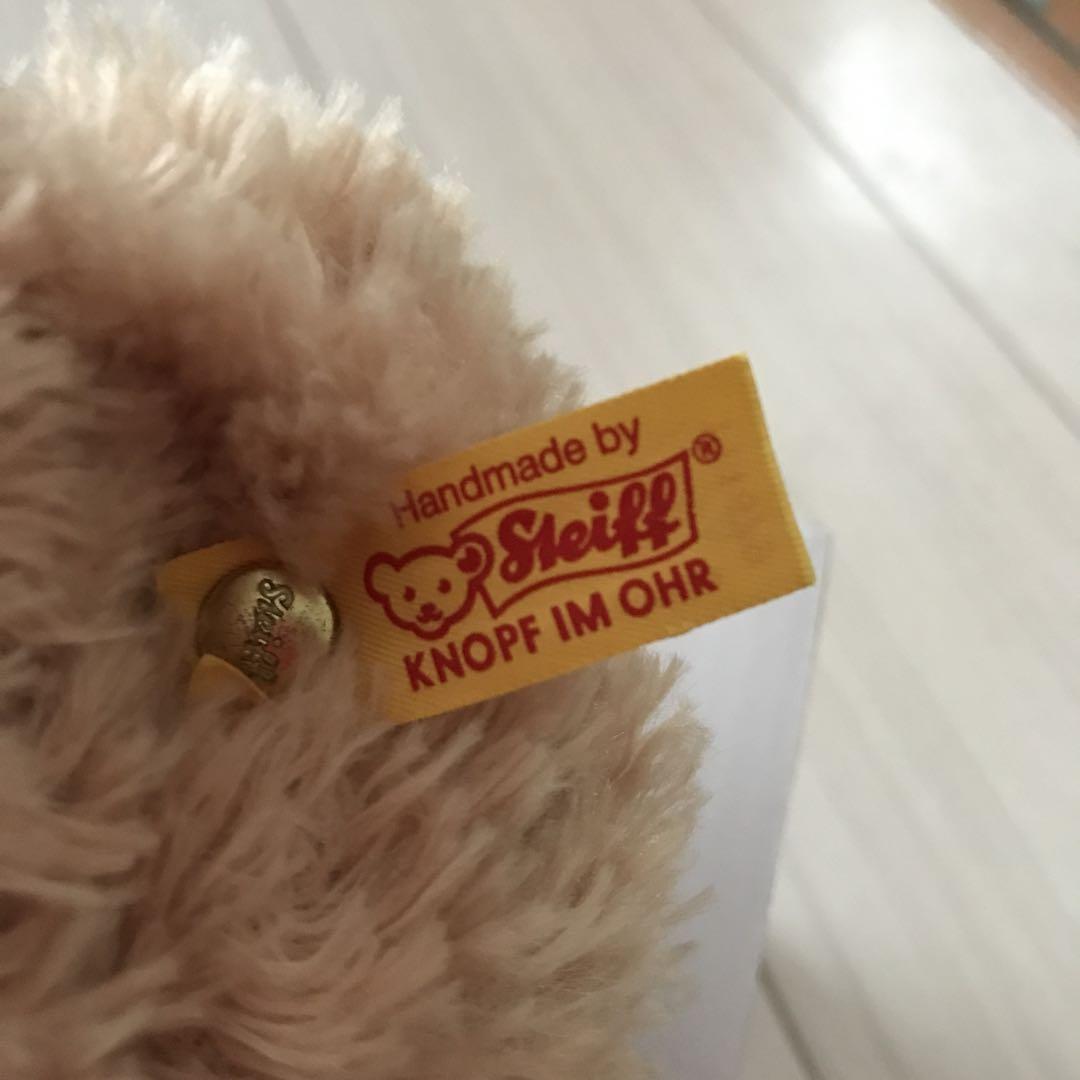 Handmade by
Steiff®
KNOPF IM OHR
Steiff